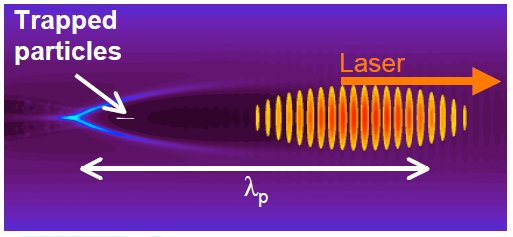 Trapped
particles
Laser
λp